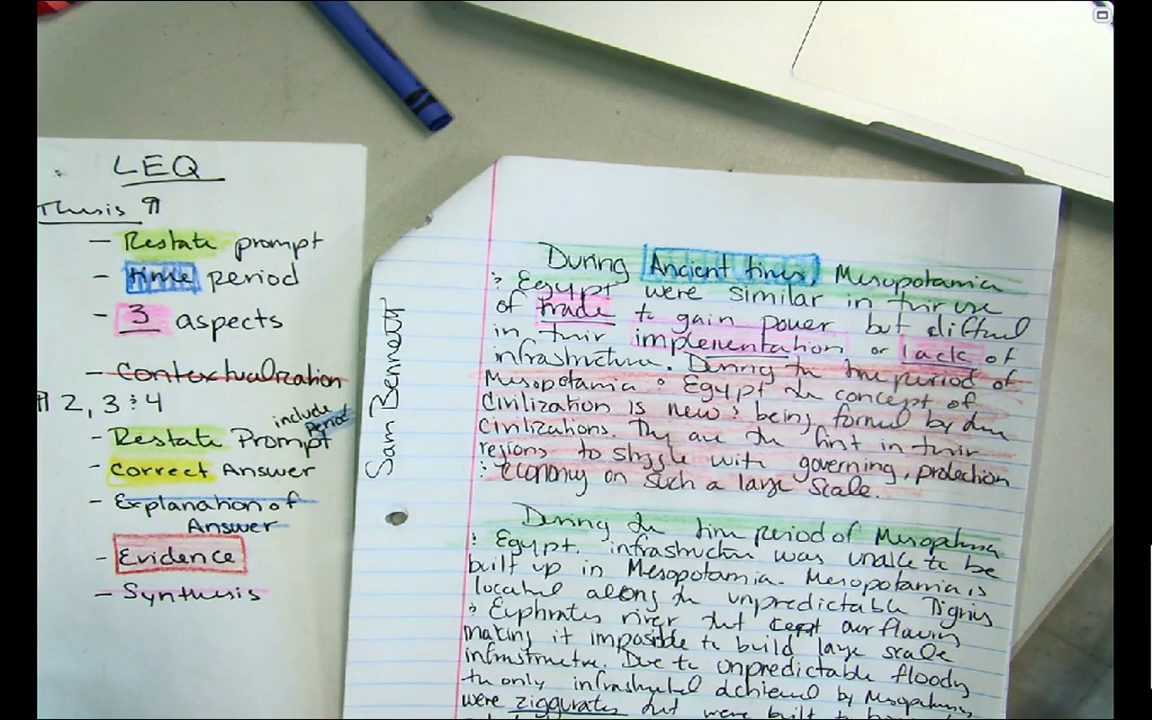 LEQ
Thesis ¶
- Restate prompt
- time period
- 3 aspects
- Contextualization
¶ 2, 3 : 4
include
period
- Restate Prompt
- Correct Answer
- Explanation of
Answer
- Evidence
- Synthesis
Sam Bennett
During Ancient times, Mesopotamia
: Egypt were similar in their use
of trade to gain power but differed
in their implementation or lack of
infrastructure. During the time period of
Mesopotamia : Egypt the concept of
Civilization is new : being formed by
Civilizations. They are the first in their
regions to struggle with governing, protection
: economy on such a large scale.
During the time period of Mesopotamia
: Egypt. infrastructure was unable to be
built up in Mesopotamia. Mesopotamia is
located along the unpredictable Tigris
: Euphrates river that kept overflowing
making it impossible to build large scale
infrastructure. Due to unpredictable floods
the only achieved by Mesopotamia
were ziggurates that were built to